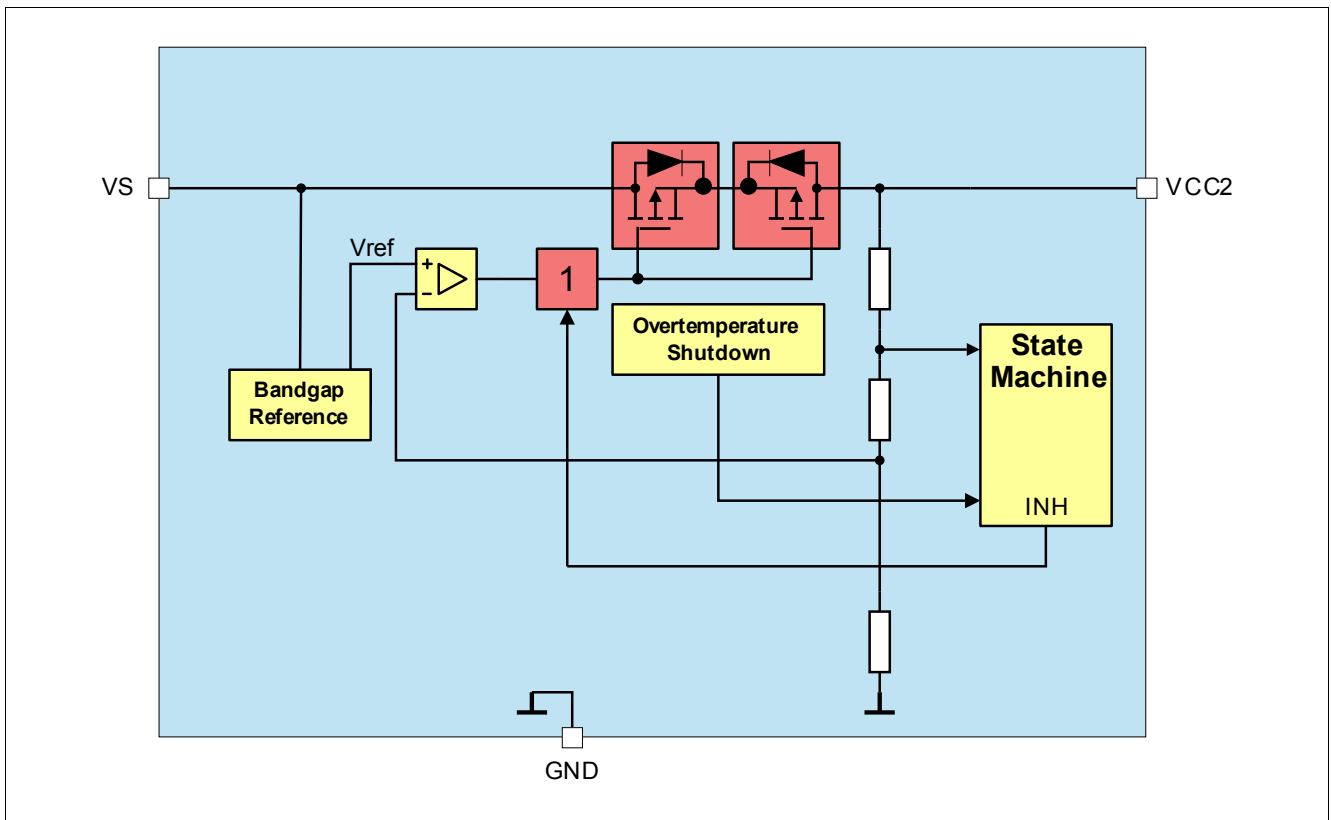 VS
VCC2
Vref
+
-
1
Overtemperature
Shutdown
State
Machine
Bandgap
Reference
INH
GND